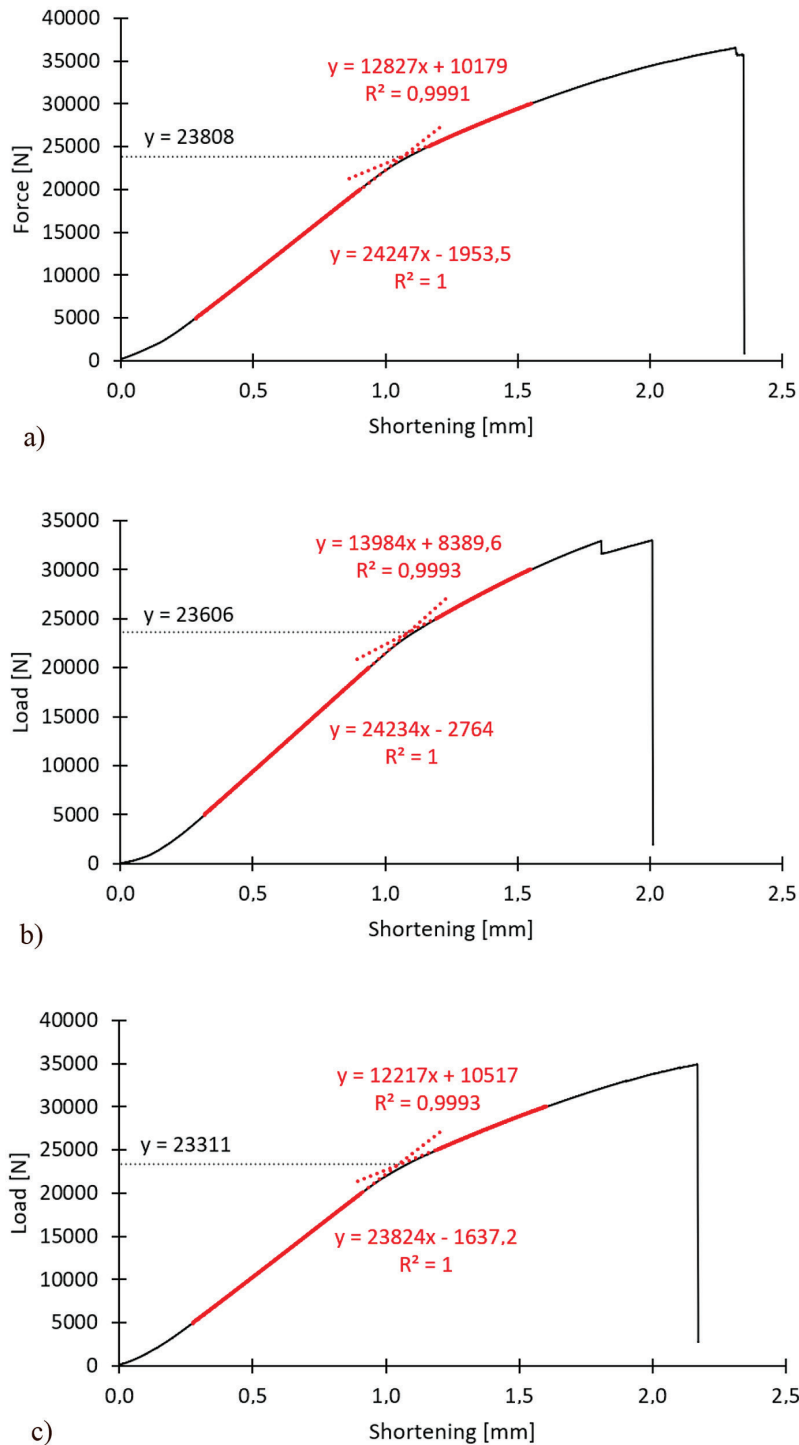 40000
35000
30000
25000
20000
15000
10000
5000
0
Force [N]
y = 12827x + 10179
R² = 0,9991
y = 23808
y = 24247x - 1953,5
R² = 1
0,0 0,5 1,0 1,5 2,0 2,5
Shortening [mm]
a)
35000
30000
25000
20000
15000
10000
5000
0
Load [N]
y = 13984x + 8389,6
R² = 0,9993
y = 23606
y = 24234x - 2764
R² = 1
0,0 0,5 1,0 1,5 2,0 2,5
Shortening [mm]
b)
40000
35000
30000
25000
20000
15000
10000
5000
0
Load [N]
y = 12217x + 10517
R² = 0,9993
y = 23311
y = 23824x - 1637,2
R² = 1
0,0 0,5 1,0 1,5 2,0 2,5
Shortening [mm]
c)